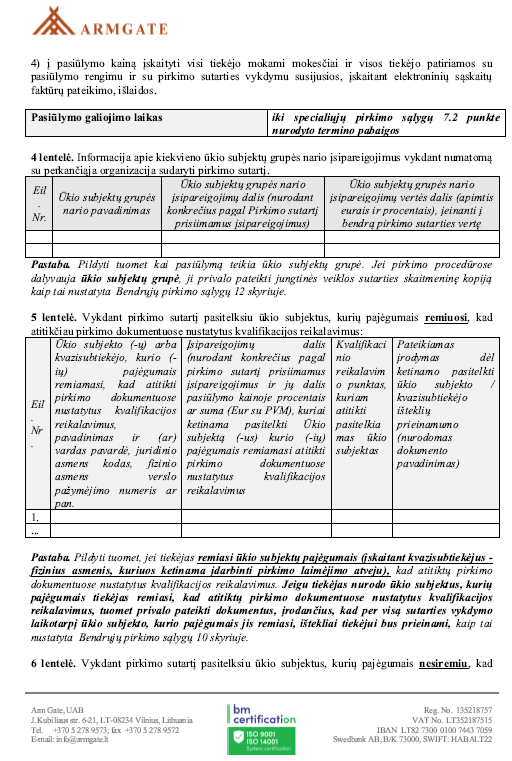 ARMGATE
4) į pasiūlymo kainą įskaityti visi tiekėjo mokami mokesčiai ir visos tiekėjo patiriamos su
pasiūlymo rengimu ir su pirkimo sutarties vykdymu susijusios, įskaitant elektroninių sąskaitų
faktūrų pateikimo, išlaidos.
Pasiūlymo galiojimo laikas
iki specialiųjų pirkimo sąlygų 7.2 punkte
nurodyto termino pabaigos
4 lentelė. Informacija apie kiekvieno ūkio subjektų grupės nario įsipareigojimus vykdant numatomą
su perkančiąja organizacija sudaryti pirkimo sutartį.
Eil
.
Nr.
Ūkio subjektų grupės
nario pavadinimas
Ūkio subjektų grupės nario
įsipareigojimų dalis (nurodant
konkrečius pagal Pirkimo sutartį
prisiimamus įsipareigojimus)
Ūkio subjektų grupės nario
įsipareigojimų vertės dalis (apimtis
eurais ir procentais), įeinanti į
bendrą pirkimo sutarties vertę
Pastaba. Pildyti tuomet kai pasiūlymą teikia ūkio subjektų grupė. Jei pirkimo procedūrose
dalyvauja ūkio subjektų grupė, ji privalo pateikti jungtinės veiklos sutarties skaitmeninę kopiją
kaip tai nustatyta Bendrųjų pirkimo sąlygų 12 skyriuje.
5 lentelė. Vykdant pirkimo sutartį pasitelksiu ūkio subjektus, kurių pajėgumais remiuosi, kad
atitikčiau pirkimo dokumentuose nustatytus kvalifikacijos reikalavimus:
Eil
.
Nr
.
Ūkio subjekto (-ų) arba
kvazisubtiekėjo, kurio (-
ių) pajėgumais
remiamasi, kad atitikti
pirkimo dokumentuose
nustatytus kvalifikacijos
reikalavimus,
pavadinimas ir (ar)
vardas pavardė, juridinio
asmens kodas, fizinio
asmens verslo
pažymėjimo numeris ar
pan.
Įsipareigojimų dalis
(nurodant konkrečius pagal
pirkimo sutartį prisiimamus
įsipareigojimus ir jų dalis
pasiūlymo kainoje procentais
ar suma (Eur su PVM), kuriai
ketinama pasitelkti Ūkio
subjektą (-us) kurio (-ių)
pajėgumais remiamasi atitikti
pirkimo dokumentuose
nustatytus kvalifikacijos
reikalavimus
Kvalifikaci
nio
reikalavim
o punktas,
kuriam
atitikti
pasitelkia
mas ūkio
subjektas
Pateikiamas
įrodymas dėl
ketinamo pasitelkti
ūkio subjekto /
kvazisubtiekėjo
išteklių
prieinamumo
(nurodomas
dokumento
pavadinimas)
1.
...
Pastaba. Pildyti tuomet, jei tiekėjas remiasi ūkio subjektų pajėgumais (įskaitant kvazisubtiekėjus -
fizinius asmenis, kuriuos ketinama įdarbinti pirkimo laimėjimo atveju), kad atitiktų pirkimo
dokumentuose nustatytus kvalifikacijos reikalavimus. Jeigu tiekėjas nurodo ūkio subjektus, kurių
pajėgumais tiekėjas remiasi, kad atitiktų pirkimo dokumentuose nustatytus kvalifikacijos
reikalavimus, tuomet privalo pateikti dokumentus, įrodančius, kad per visą sutarties vykdymo
laikotarpį ūkio subjekto, kurio pajėgumais jis remiasi, ištekliai tiekėjui bus prieinami, kaip tai
nustatyta Bendrųjų pirkimo sąlygų 10 skyriuje.
6 lentelė. Vykdant pirkimo sutartį pasitelksiu ūkio subjektus, kurių pajėgumais nesiremiu, kad
Arm Gate, UAB
J.Kubiliaus str. 6-21, LT-08234 Vilnius, Lithuania
Tel. +370 5 278 9573; fax +370 5 278 9572
E-mail: info@armgate.lt
bm
certification
ISO 9001
ISO 14001
System certification
Reg. No. 135218757
VAT No. LT352187515
IBAN LT82 7300 0100 7443 7059
Swedbank AB, B/K 73000, SWIFT: HABALT22